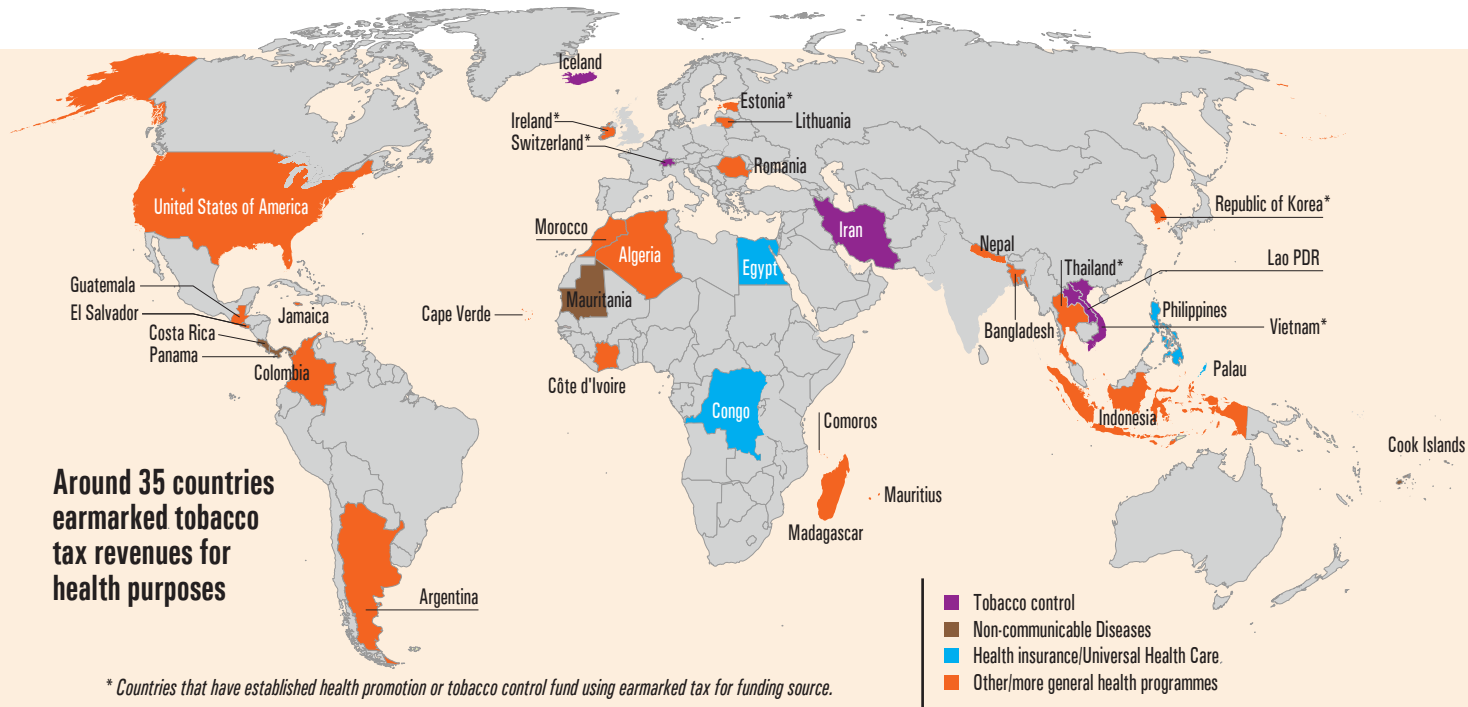 Iceland
Estonia*
Ireland*
Lithuania
Switzerland*
Romania
United States of America
Republic of Korea*
Morocco
Iran
Algeria
Nepal
Egypt
Thailand*
Lao PDR
Guatemala
Mauritania
El Salvador
Jamaica
Cape Verde
Philippines
Costa Rica
Bangladesh
Vietnam*
Panama
Colombia
Palau
Côte d'Ivoire
Congo
Comoros
Indonesia
Cook Islands
Around 35 countries
earmarked tobacco
tax revenues for
health purposes
Mauritius
Madagascar
Argentina
Tobacco control
Non-communicable Diseases
Health insurance/Universal Health Care.
Other/more general health programmes
* Countries that have established health promotion or tobacco control fund using earmarked tax for funding source.